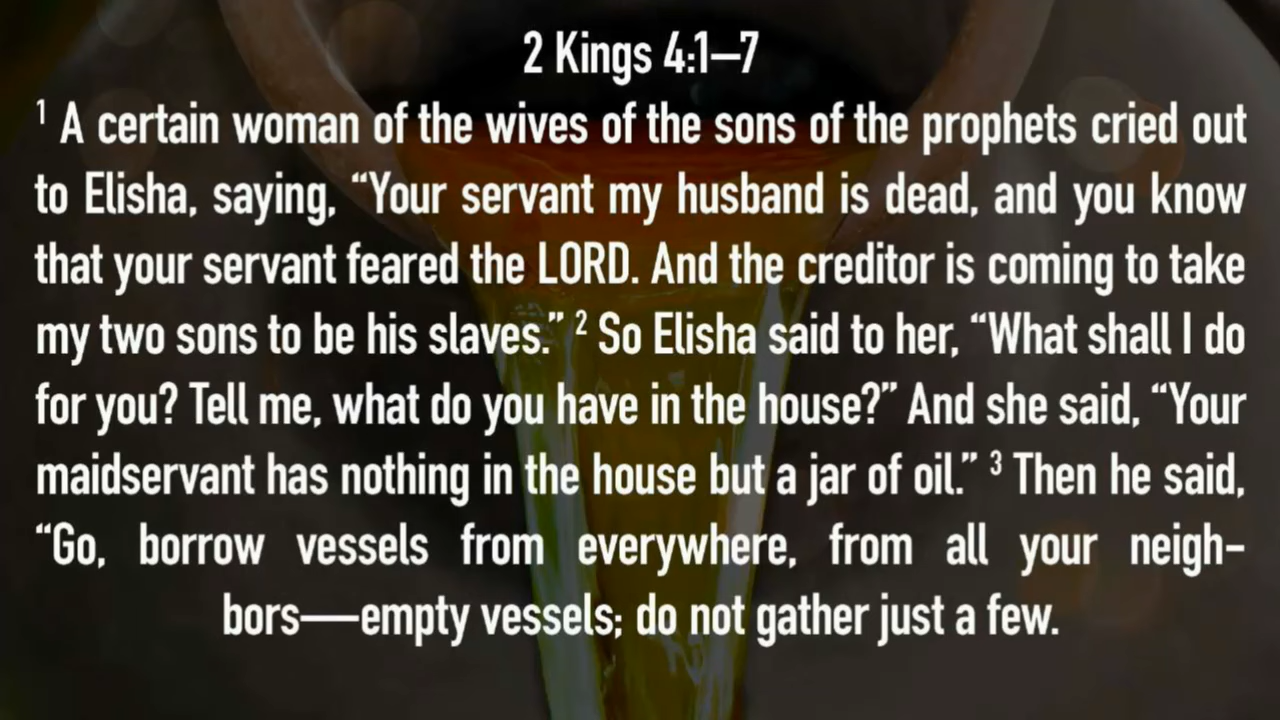 2 Kings 4:1–7
¹ A certain woman of the wives of the sons of the prophets cried out
to Elisha, saying, “Your servant my husband is dead, and you know
that your servant feared the LORD. And the creditor is coming to take
my two sons to be his slaves.” ² So Elisha said to her, “What shall I do
for you? Tell me, what do you have in the house?” And she said, “Your
maidservant has nothing in the house but a jar of oil.” ³ Then he said,
“Go, borrow vessels from everywhere, from all your neigh-
bors—empty vessels; do not gather just a few.